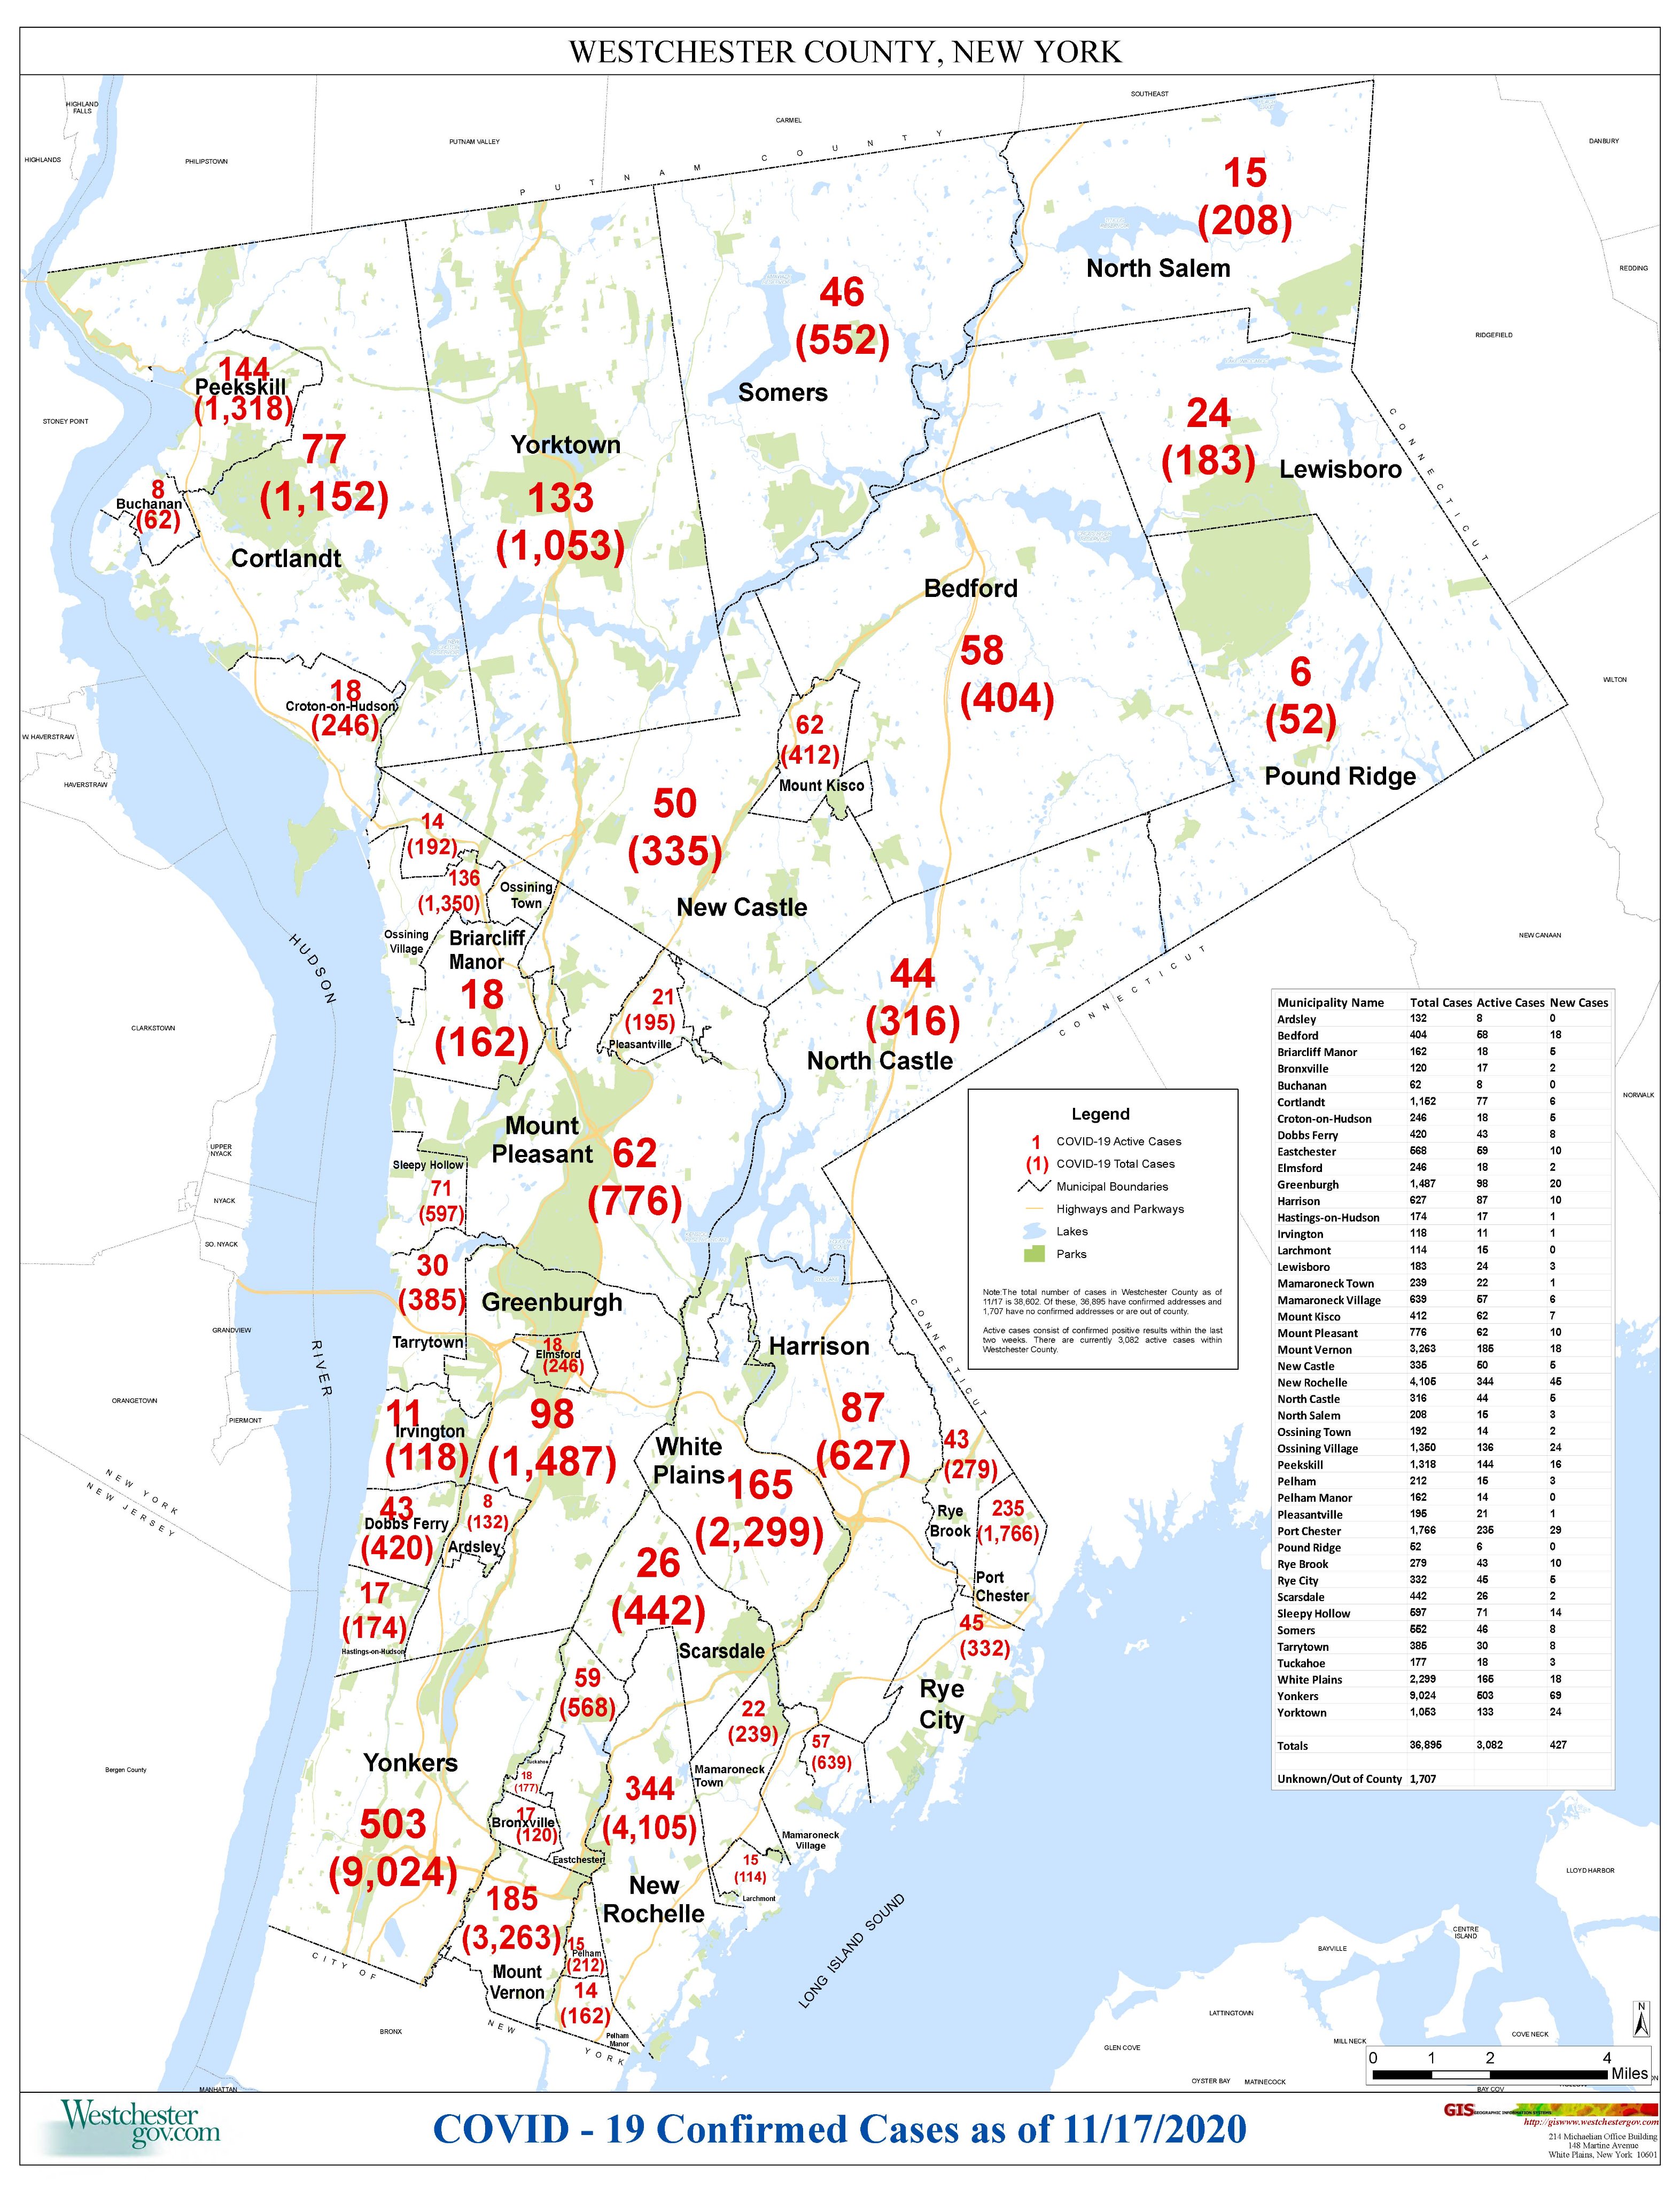 WESTCHESTER COUNTY, NEW YORK
HIGHLAND
FALLS
HIGHLANDS
PHILIPSTOWN
PUTNAM VALLEY
CARMEL
SOUTHEAST
DANBURY
REDDING
RIDGEFIELD
WILTON
NEW CANAAN
NORWALK
PUTNAM COUNTY
15
(208)
North Salem
46
(552)
Somers
144
Peekskill
(1,318)
77
(1,152)
Cortlandt
8
Buchanan
(62)
Yorktown
133
(1,053)
24
(183)
Lewisboro
CONNECTICUT
STONEY POINT
Bedford
58
(404)
6
(52)
Pound Ridge
18
Croton-on-Hudson
(246)
62
(412)
Mount Kisco
W. HAVERSTRAW
HAVERSTRAW
50
(335)
New Castle
14
(192)
136
(1,350)
Ossining
Town
Ossining
Village
Briarcliff
Manor
18
(162)
21
(195)
Pleasantville
44
(316)
North Castle
CONNECTICUT
HUDSON
CLARKSTOWN
Mount
Pleasant
62
(776)
Sleepy Hollow
71
(597)
UPPER
NYACK
NYACK
SO. NYACK
30
(385)
Tarrytown
Greenburgh
18
Elmsford
(246)
GRANDVIEW
RIVER
ORANGETOWN
PIERMONT
Harrison
87
(627)
CONNECTICUT
11
Irvington
(118)
98
(1,487)
White
Plains
165
(2,299)
43
(279)
Rye
Brook
235
(1,766)
Port
Chester
NEW YORK
NEW JERSEY
43
Dobbs Ferry
(420)
8
(132)
Ardsley
26
(442)
Scarsdale
17
(174)
Hastings-on-Hudson
45
(332)
Rye
City
59
(568)
22
(239)
Mamaroneck
Town
57
(639)
Mamaroneck
Village
Bergen County
Yonkers
503
(9,024)
Tuckahoe
18
(177)
17
Bronxville
(120)
Eastchester
344
(4,105)
New
Rochelle
15
(114)
Larchmont
185
(3,263)
Mount
Vernon
15
Pelham
(212)
14
(162)
Pelham
Manor
CITY OF
NEW
YORK
BRONX
MANHATTAN
LONG ISLAND SOUND
Legend
1 COVID-19 Active Cases
(1) COVID-19 Total Cases
Municipal Boundaries
Highways and Parkways
Lakes
Parks
Note:The total number of cases in Westchester County as of
11/17 is 38,602. Of these, 36,895 have confirmed addresses and
1,707 have no confirmed addresses or are out of county.
Active cases consist of confirmed positive results within the last
two weeks. There are currently 3,082 active cases within
Westchester County.
Municipality Name Total Cases Active Cases New Cases
Ardsley 132 8 0
Bedford 404 58 18
Briarcliff Manor 162 18 5
Bronxville 120 17 2
Buchanan 62 8 0
Cortlandt 1,152 77 6
Croton-on-Hudson 246 18 5
Dobbs Ferry 420 43 8
Eastchester 568 59 10
Elmsford 246 18 2
Greenburgh 1,487 98 20
Harrison 627 87 10
Hastings-on-Hudson 174 17 1
Irvington 118 11 1
Larchmont 114 15 0
Lewisboro 183 24 3
Mamaroneck Town 239 22 1
Mamaroneck Village 639 57 6
Mount Kisco 412 62 7
Mount Pleasant 776 62 10
Mount Vernon 3,263 185 18
New Castle 335 50 5
New Rochelle 4,105 344 45
North Castle 316 44 5
North Salem 208 15 3
Ossining Town 192 14 2
Ossining Village 1,350 136 24
Peekskill 1,318 144 16
Pelham 212 15 3
Pelham Manor 162 14 0
Pleasantville 195 21 1
Port Chester 1,766 235 29
Pound Ridge 52 6 0
Rye Brook 279 43 10
Rye City 332 45 5
Scarsdale 442 26 2
Sleepy Hollow 597 71 14
Somers 552 46 8
Tarrytown 385 30 8
Tuckahoe 177 18 3
White Plains 2,299 165 18
Yonkers 9,024 503 69
Yorktown 1,053 133 24
Totals 36,895 3,082 427
Unknown/Out of County 1,707
LLOYD HARBOR
CENTRE
ISLAND
BAYVILLE
LATTINGTOWN
MILL NECK
COVE NECK
GLEN COVE
OYSTER BAY
MATINECOCK
BAY COV
N
0 1 2 4
Miles
Westchester
gov.com
COVID - 19 Confirmed Cases as of 11/17/2020
GIS GEOGRAPHIC INFORMATION SYSTEMS
http://giswww.westchestergov.com
214 Michaelian Office Building
148 Martine Avenue
White Plains, New York 10601